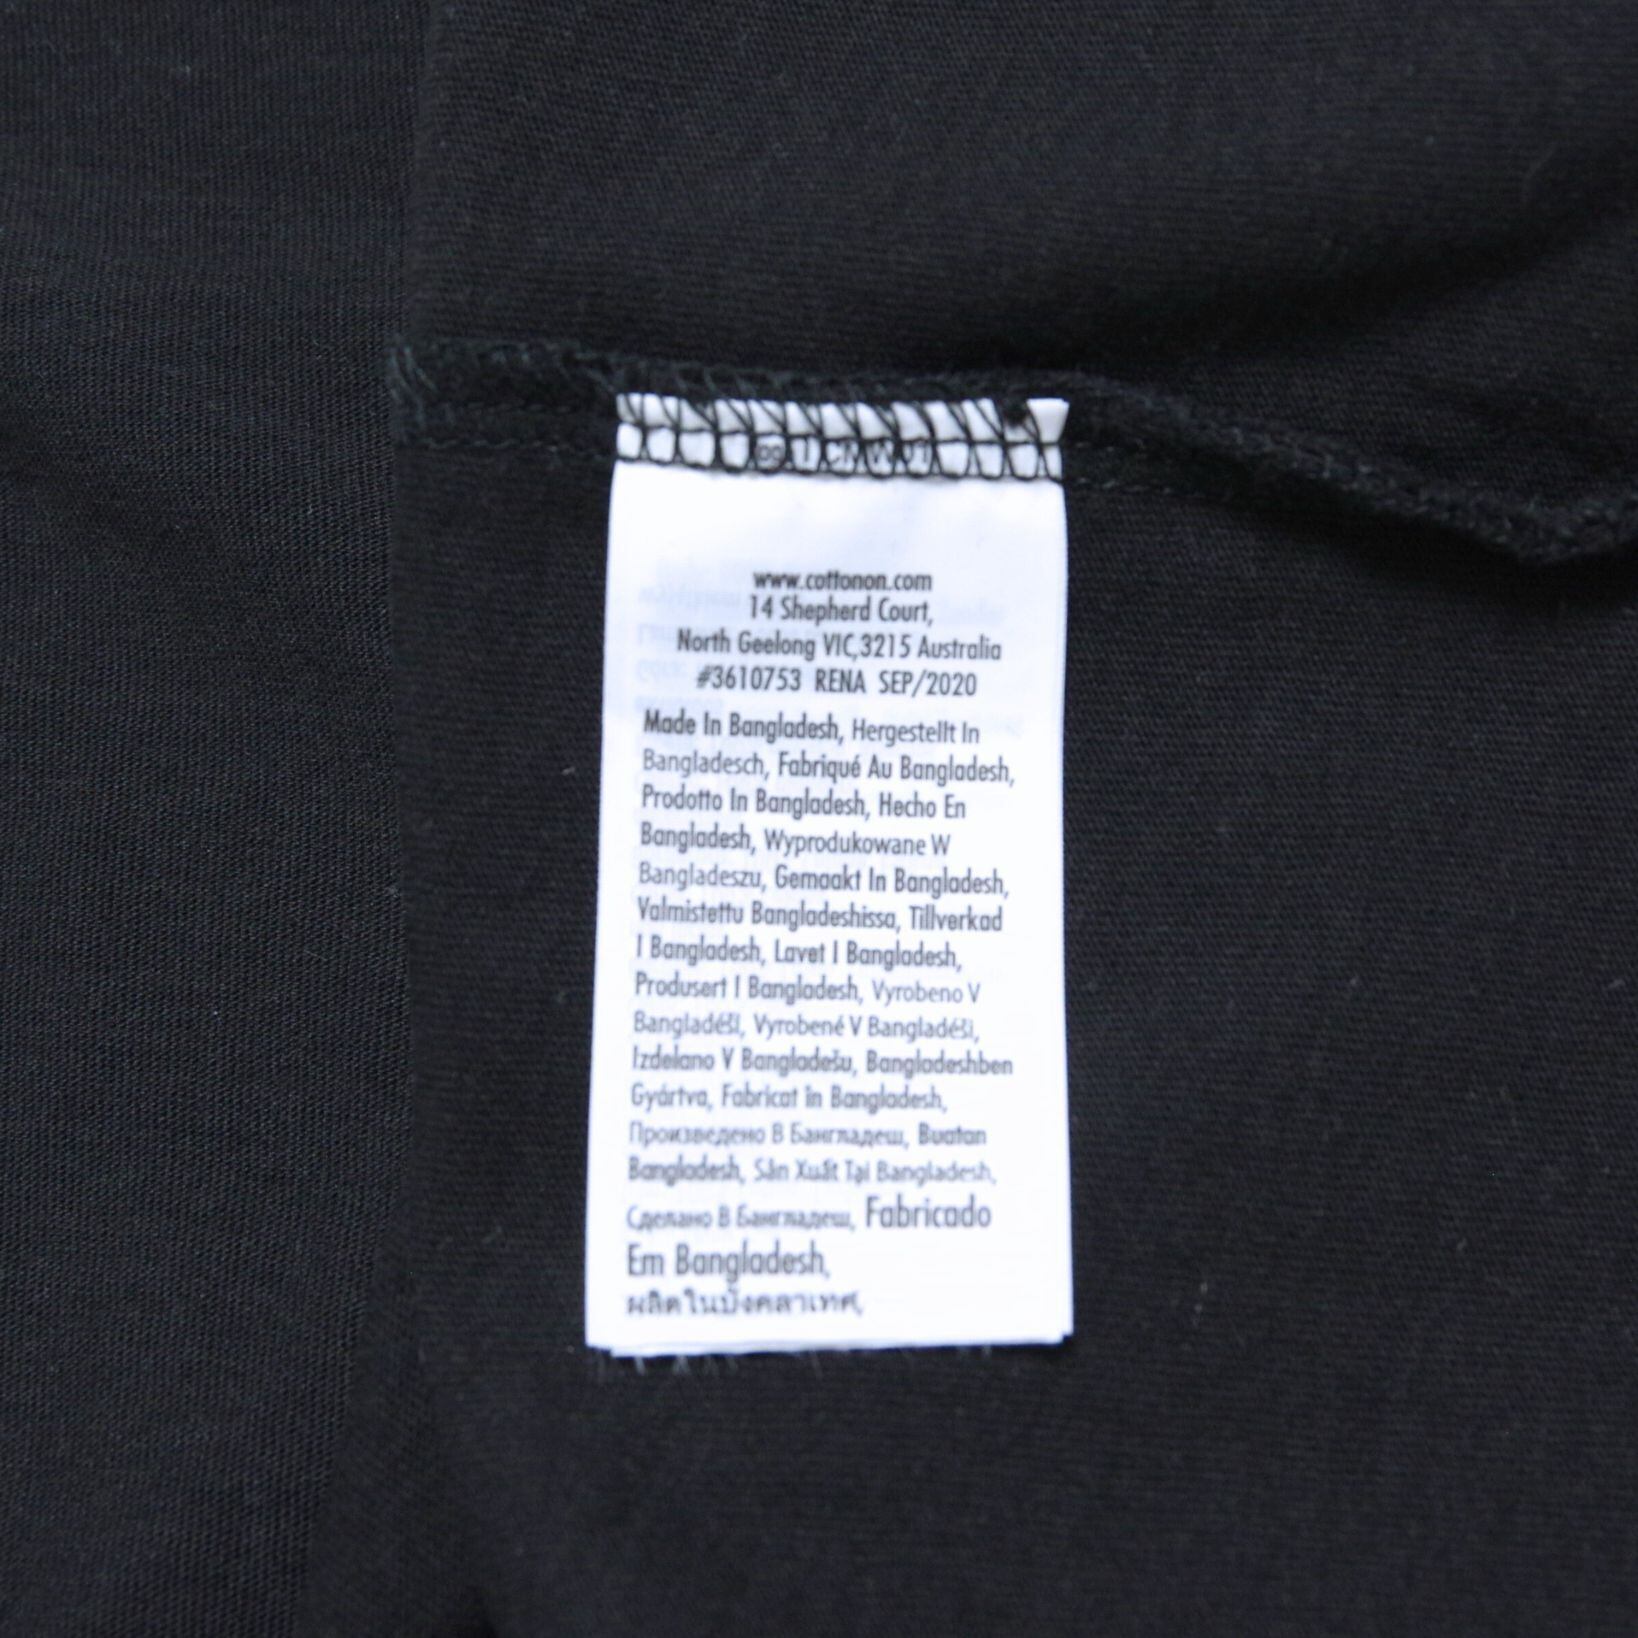 www.cottonon.com
14 Shepherd Court,
North Geelong VIC,3215 Australia
#3610753 RENA SEP/2020
Made In Bangladesh, Hergestellt In
Bangladesch, Fabriqué Au Bangladesh,
Prodotto In Bangladesh, Hecho En
Bangladesh, Wyprodukowane W
Bangladeszu, Gemaakt In Bangladesh,
Valmistettu Bangladeshissa, Tillverkad
I Bangladesh, Lavet I Bangladesh,
Produsert I Bangladesh, Vyrobeno V
Bangladéši, Vyrobené V Bangladéši,
Izdelano V Bangladešu, Bangladeshben
Gyártva, Fabricat în Bangladesh,
Произведено В Бангладеш, Buatan
Bangladesh, Sản Xuất Tại Bangladesh,
Сделано В Бангладеш, Fabricado
Em Bangladesh,
ผลิตในบังคลาเทศ,